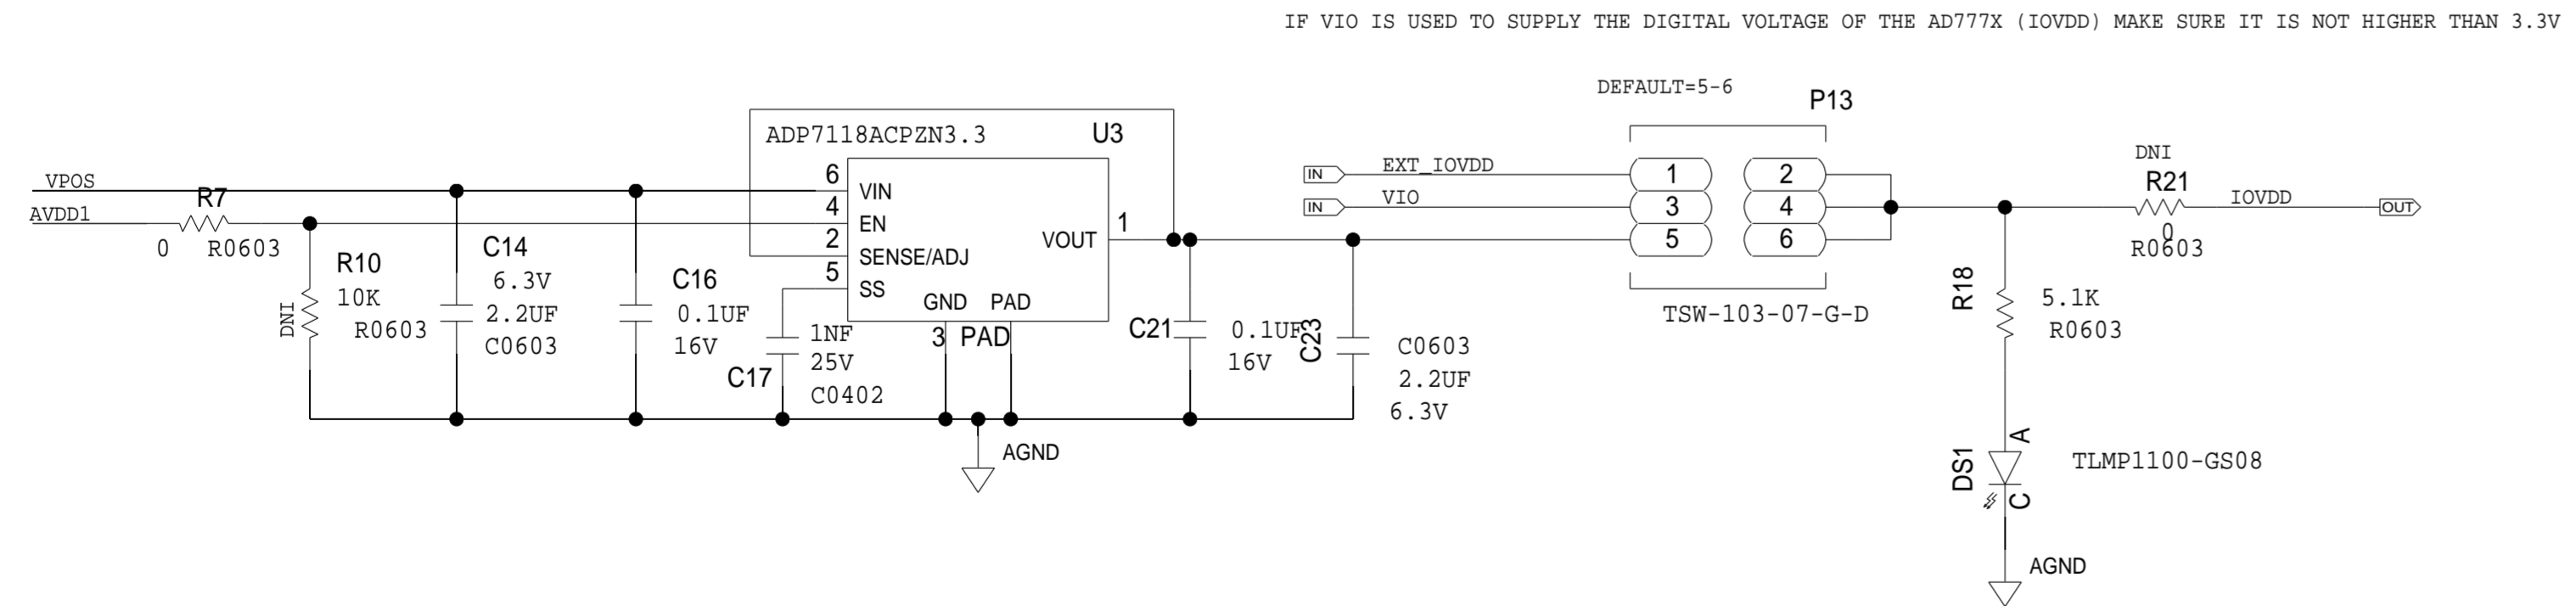 IF VIO IS USED TO SUPPLY THE DIGITAL VOLTAGE OF THE AD777X (IOVDD) MAKE SURE IT IS NOT HIGHER THAN 3.3V
VPOS
AVDD1
R7
0
R0603
R10
10K
R0603
DNI
C14
6.3V
2.2UF
C0603
C16
0.1UF
16V
ADP7118ACPZN3.3
U3
6
VIN
4
EN
2
SENSE/ADJ
5
SS
VOUT
1
GND
PAD
3
PAD
1NF
25V
C17
C0402
AGND
C21
0.1UF
16V
C23
C0603
2.2UF
6.3V
DEFAULT=5-6
P13
IN
EXT_IOVDD
IN
VIO
1
2
3
4
5
6
TSW-103-07-G-D
DNI
R21
0
R0603
IOVDD
OUT
R18
5.1K
R0603
A
DS1
TLMP1100-GS08
C
AGND